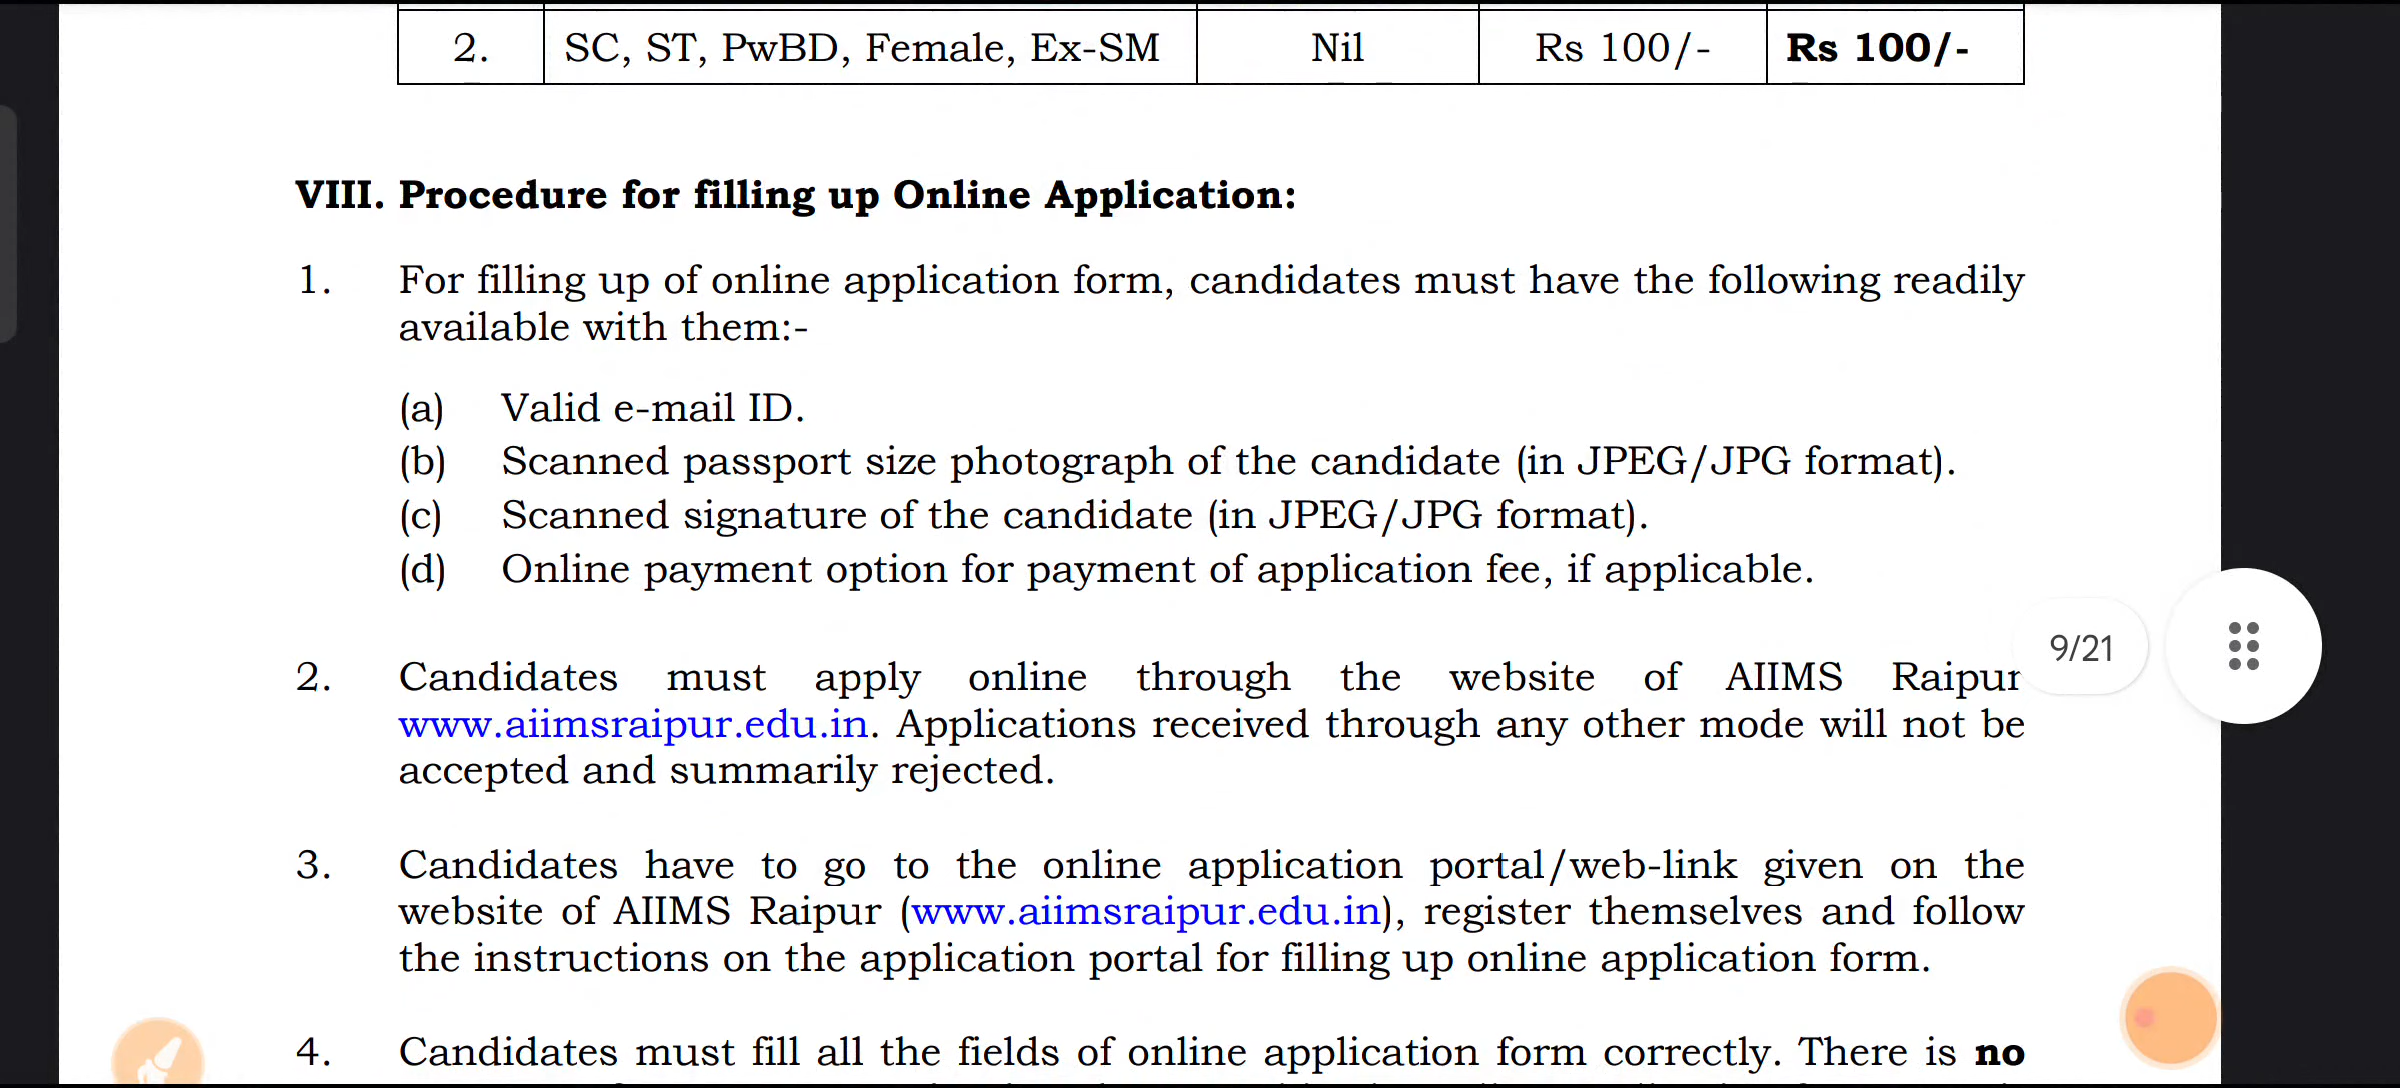 2. SC, ST, PwBD, Female, Ex-SM Nil Rs 100/- Rs 100/-
VIII. Procedure for filling up Online Application:
1. For filling up of online application form, candidates must have the following readily
available with them:-
(a) Valid e-mail ID.
(b) Scanned passport size photograph of the candidate (in JPEG/JPG format).
(c) Scanned signature of the candidate (in JPEG/JPG format).
(d) Online payment option for payment of application fee, if applicable.
9/21
2. Candidates must apply online through the website of AIIMS Raipur
www.aiimsraipur.edu.in. Applications received through any other mode will not be
accepted and summarily rejected.
3. Candidates have to go to the online application portal/web-link given on the
website of AIIMS Raipur (www.aiimsraipur.edu.in), register themselves and follow
the instructions on the application portal for filling up online application form.
4. Candidates must fill all the fields of online application form correctly. There is no